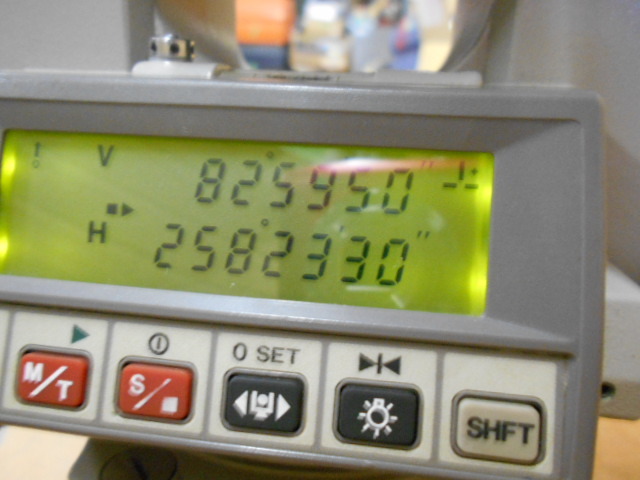 V 82°59'50"
H 258°23'30"
0 SET
M/T S/ SHFT